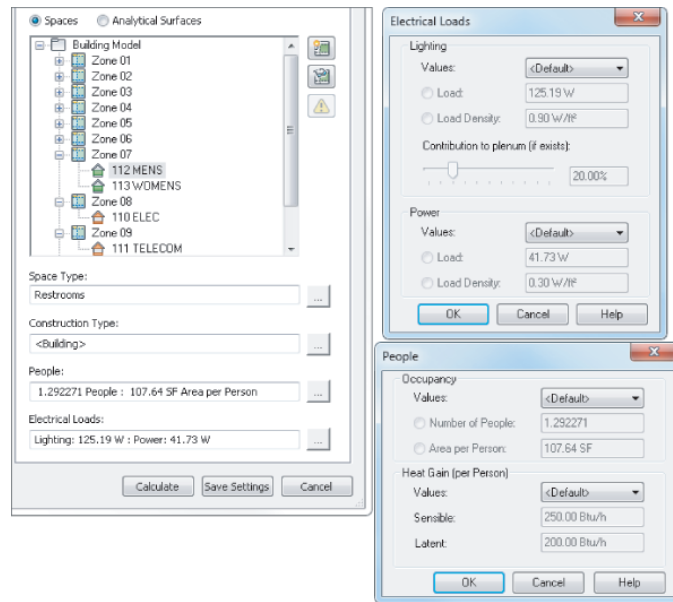 Spaces Analytical Surfaces
Building Model
Zone 01
Zone 02
Zone 03
Zone 04
Zone 05
Zone 06
Zone 07
112 MENS
113 WOMENS
Zone 08
110 ELEC
Zone 09
111 TELECOM
Space Type:
Restrooms
...
Construction Type:
<Building>
...
People:
1.292271 People : 107.64 SF Area per Person
...
Electrical Loads:
Lighting: 125.19 W : Power: 41.73 W
...
Calculate Save Settings Cancel
Electrical Loads
Lighting
Values: <Default>
Load: 125.19 W
Load Density: 0.90 W/ft²
Contribution to plenum (if exists):
20.00%
Power
Values: <Default>
Load: 41.73 W
Load Density: 0.30 W/ft²
OK Cancel Help
People
Occupancy
Values: <Default>
Number of People: 1.292271
Area per Person: 107.64 SF
Heat Gain (per Person)
Values: <Default>
Sensible: 250.00 Btu/h
Latent: 200.00 Btu/h
OK Cancel Help